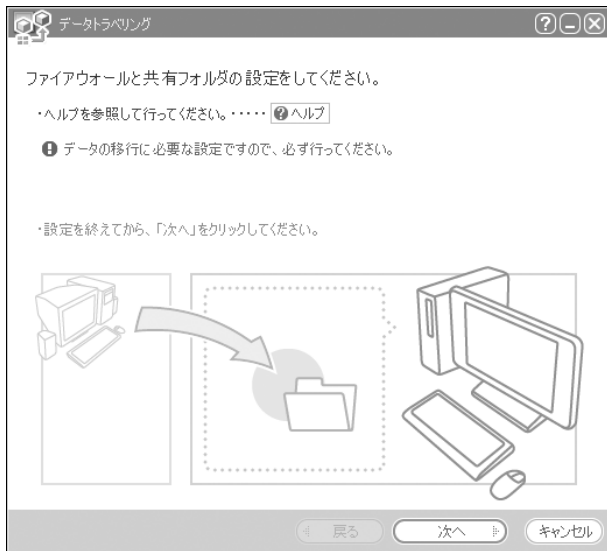 データトラベリング
ファイアウォールと共有フォルダの設定をしてください。
・ヘルプを参照して行ってください。・・・・・ ?ヘルプ
! データの移行に必要な設定ですので、必ず行ってください。
・設定を終えてから、「次へ」をクリックしてください。
戻る 次へ キャンセル